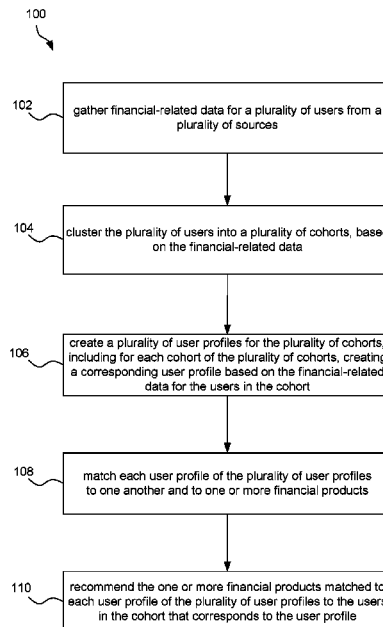 100
102
gather financial-related data for a plurality of users from a
plurality of sources
104
cluster the plurality of users into a plurality of cohorts, based
on the financial-related data
106
create a plurality of user profiles for the plurality of cohorts,
including for each cohort of the plurality of cohorts, creating
a corresponding user profile based on the financial-related
data for the users in the cohort
108
match each user profile of the plurality of user profiles
to one another and to one or more financial products
110
recommend the one or more financial products matched to
each user profile of the plurality of user profiles to the users
in the cohort that corresponds to the user profile